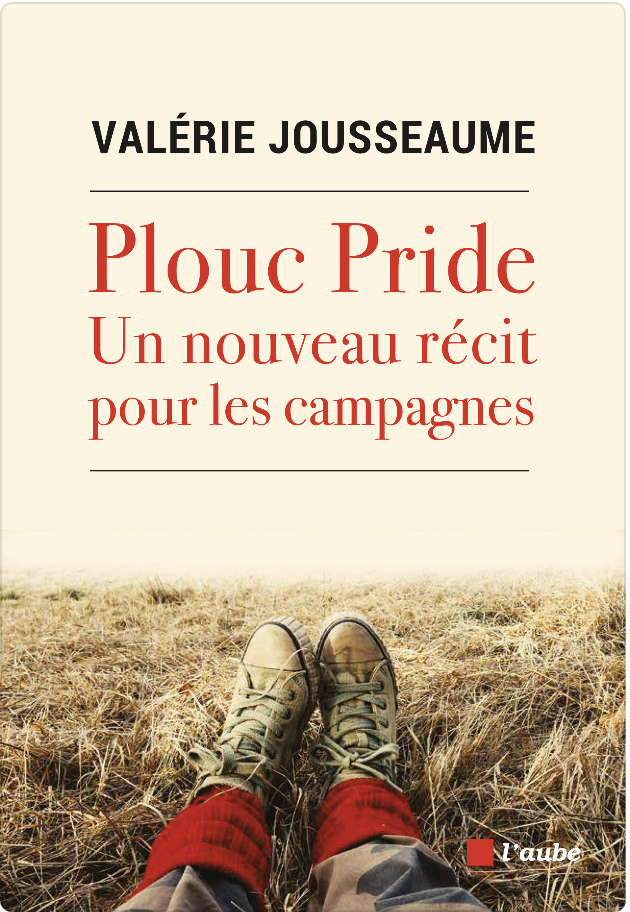 VALÉRIE JOUSSEAUME
Plouc Pride
Un nouveau récit
pour les campagnes
l'aube